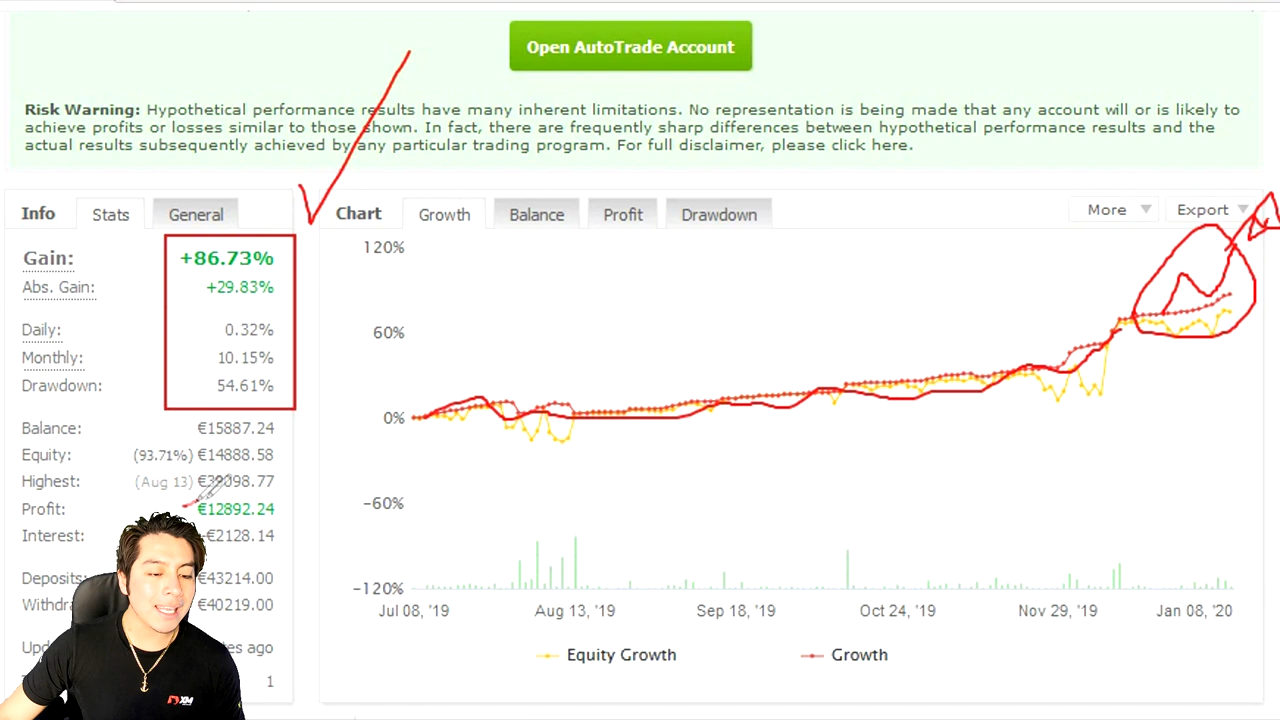 Open AutoTrade Account
Risk Warning: Hypothetical performance results have many inherent limitations. No representation is being made that any account will or is likely to
achieve profits or losses similar to those shown. In fact, there are frequently sharp differences between hypothetical performance results and the
actual results subsequently achieved by any particular trading program. For full disclaimer, please click here.
Info Stats General
Gain: +86.73%
Abs. Gain: +29.83%
Daily: 0.32%
Monthly: 10.15%
Drawdown: 54.61%
Balance: €15887.24
Equity: (93.71%) €14888.58
Highest: (Aug 13)
Profit: €12892.24
Interest: €2128.14
Deposits: €43214.00
€40219.00
ago
1
XM
Chart Growth Balance Profit Drawdown More Export
120%
60%
0%
-60%
-120%
Jul 08, '19 Aug 13, '19 Sep 18, '19 Oct 24, '19 Nov 29, '19 Jan 08, '20
Equity Growth Growth